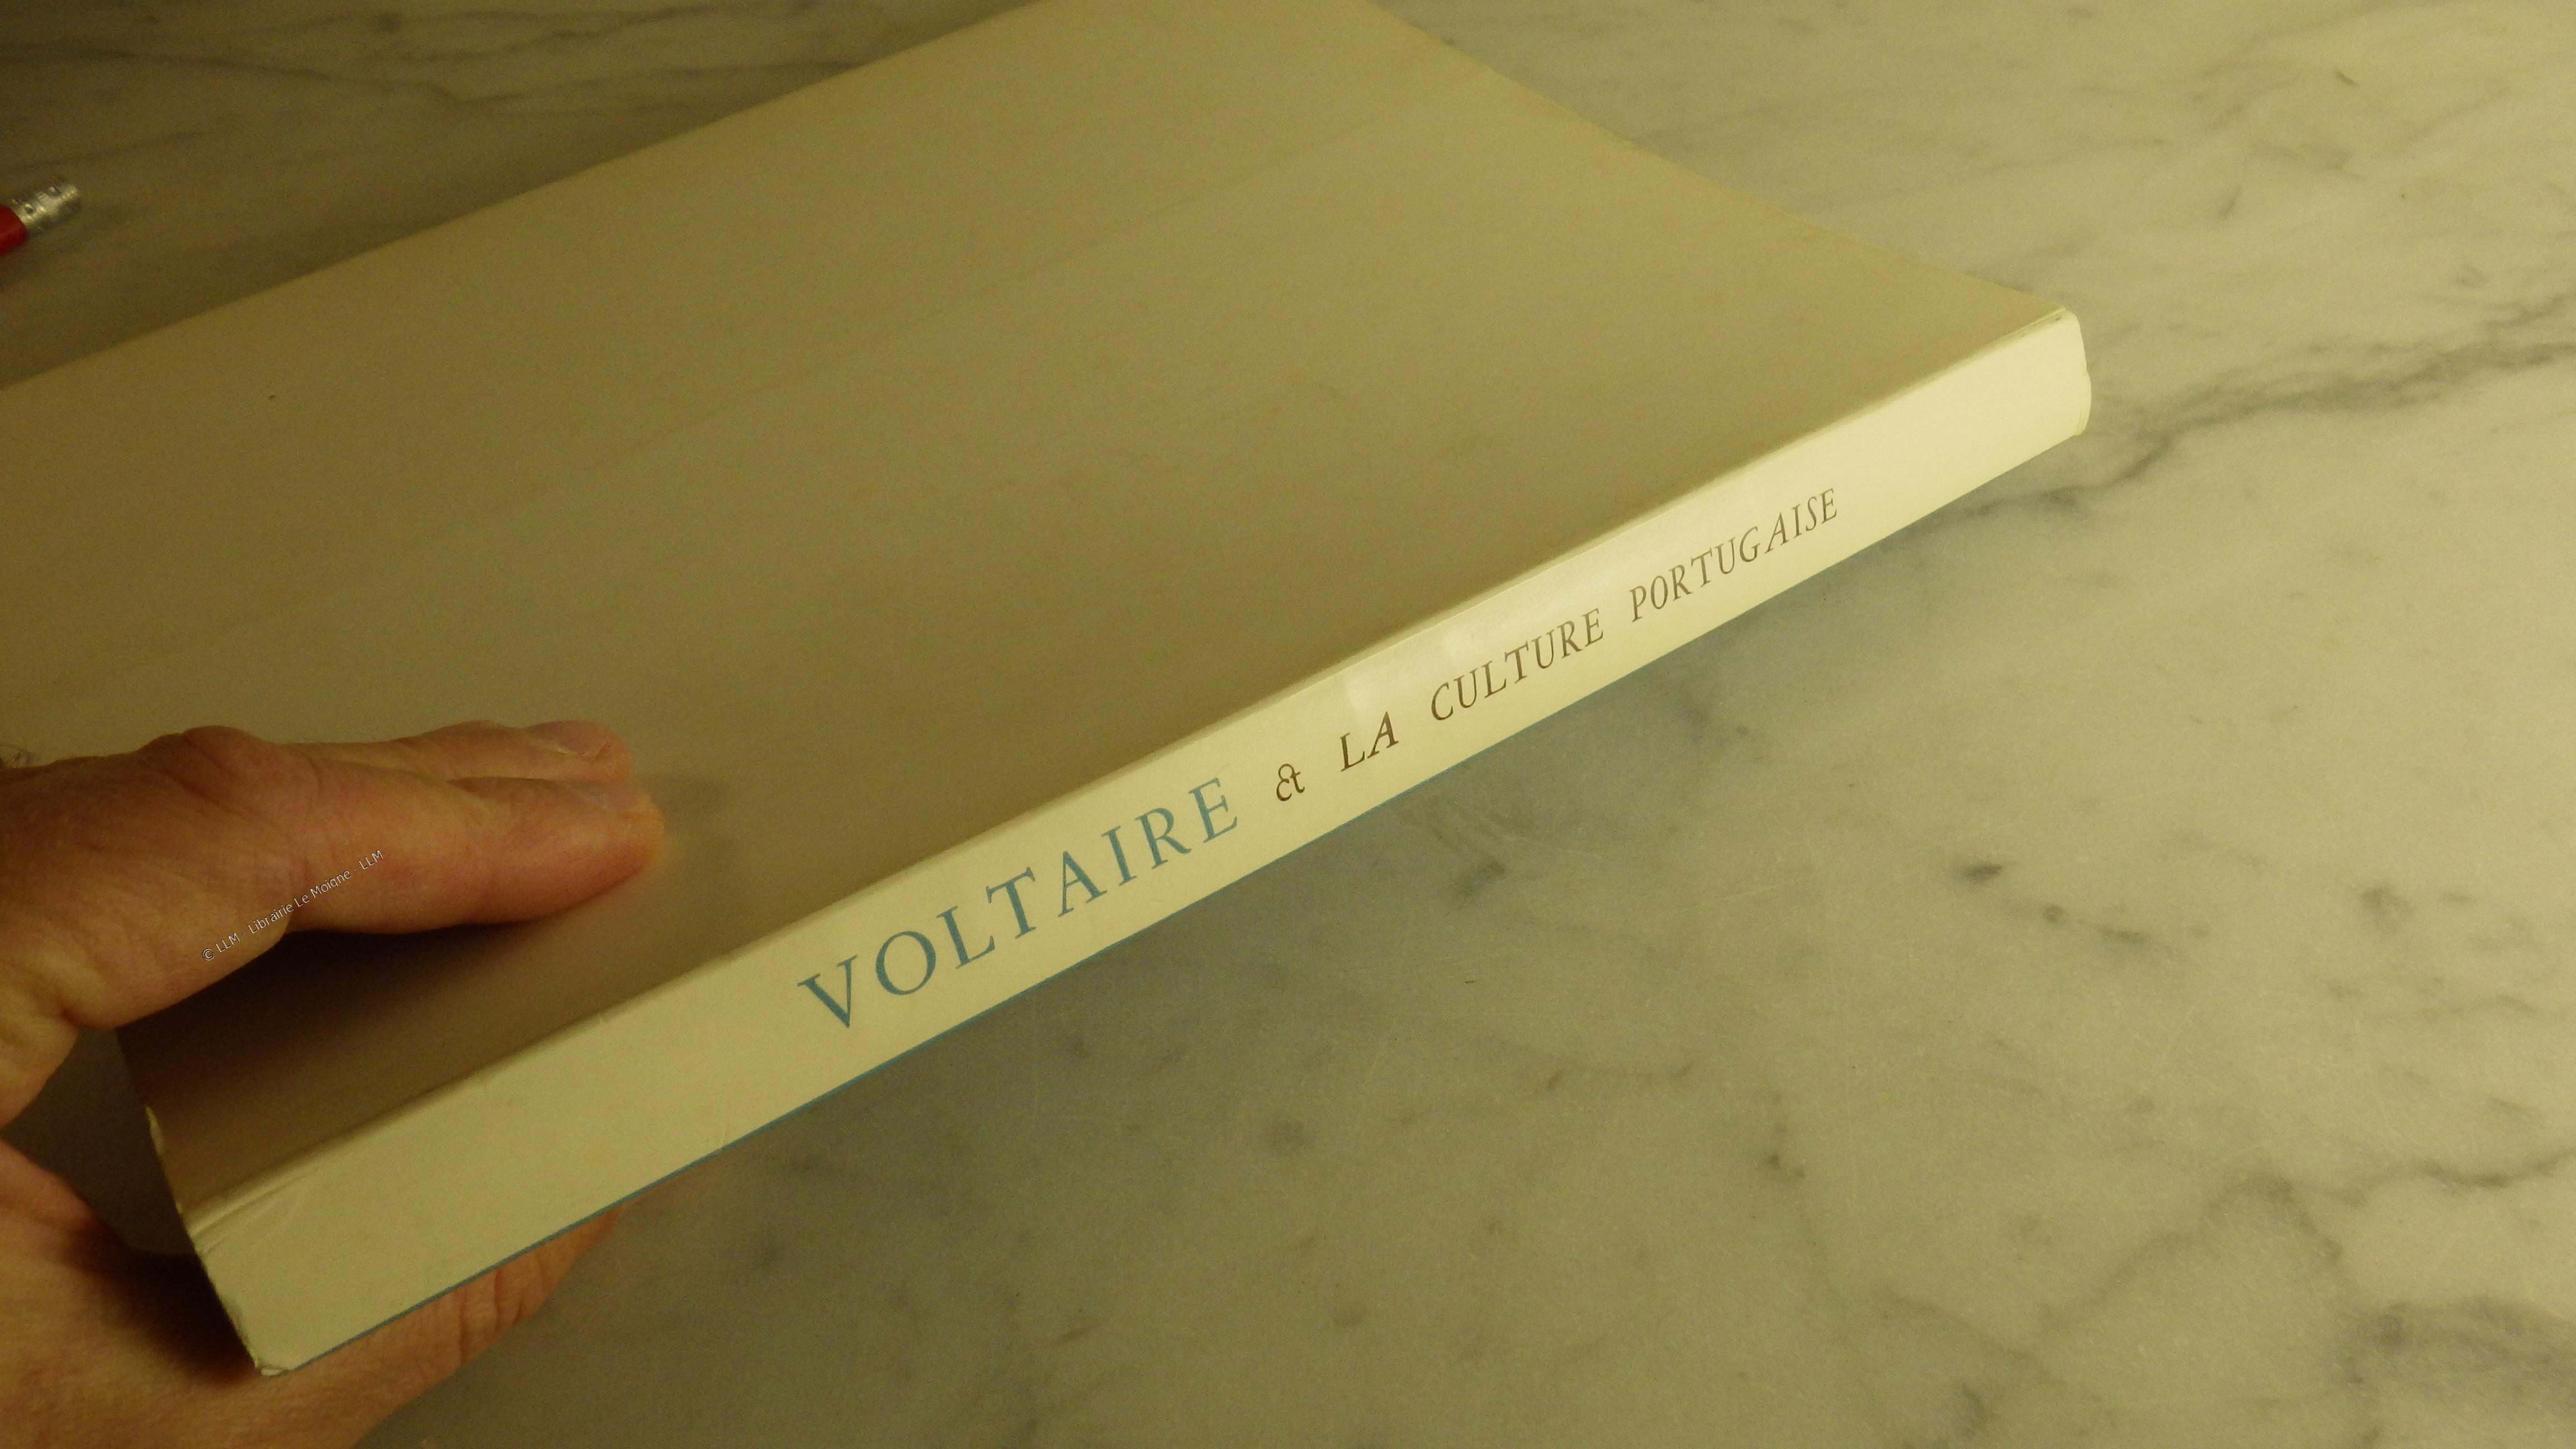 VOLTAIRE & LA CULTURE PORTUGAISE
© LLM - Librairie Le Moigne - LLM